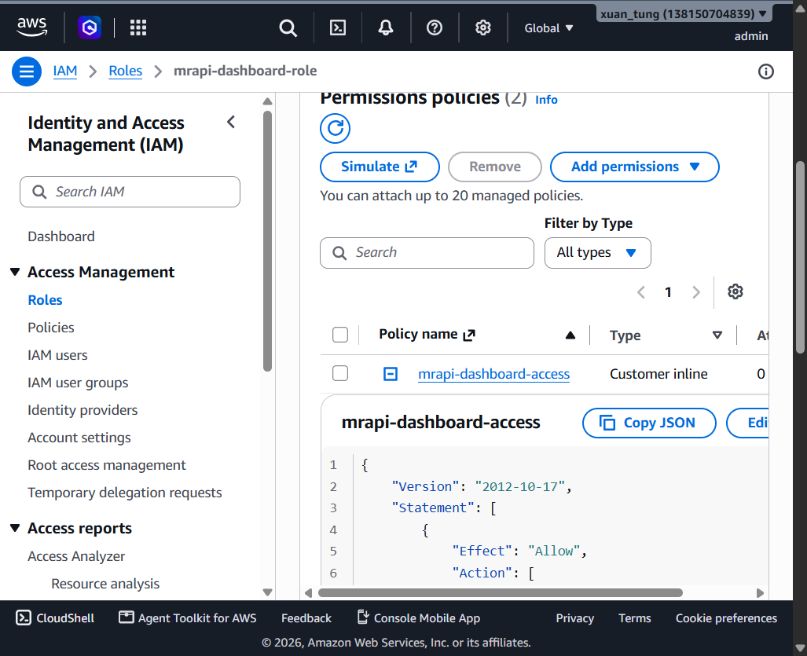 aws
Global
xuan_tung (138150704839)
admin
IAM
Roles
mrapi-dashboard-role
Identity and Access
Management (IAM)
Search IAM
Dashboard
Access Management
Roles
Policies
IAM users
IAM user groups
Identity providers
Account settings
Root access management
Temporary delegation requests
Access reports
Access Analyzer
Resource analysis
Permissions policies (2) Info
Simulate
Remove
Add permissions
You can attach up to 20 managed policies.
Filter by Type
Search
All types
1
Policy name
Type
mrapi-dashboard-access
Customer inline
0
mrapi-dashboard-access
Copy JSON
1 {
2 "Version": "2012-10-17",
3 "Statement": [
4 {
5 "Effect": "Allow",
6 "Action": [
CloudShell
Agent Toolkit for AWS
Feedback
Console Mobile App
Privacy
Terms
Cookie preferences
© 2026, Amazon Web Services, Inc. or its affiliates.